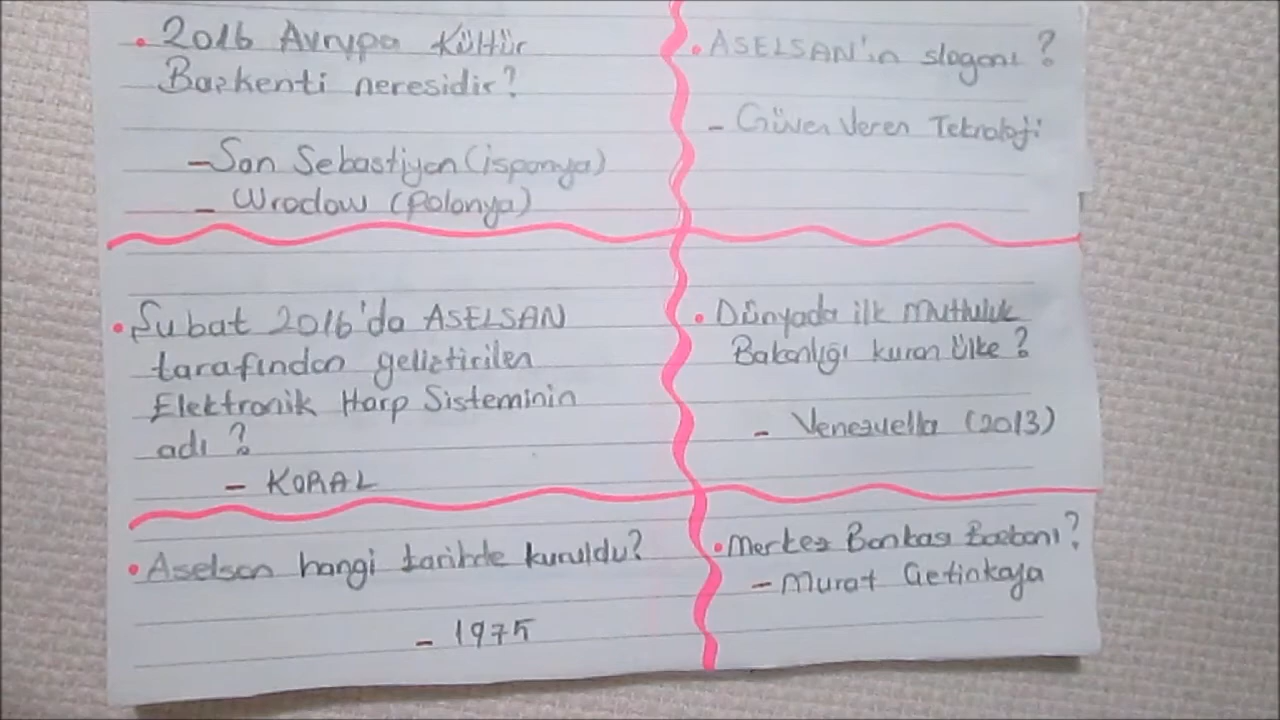 2016 Avrupa Kültür
Başkenti neresidir?
- San Sebastiyan (İspanya)
- Wroclow (Polonya)
ASELSAN'ın sloganı?
- Güven Veren Teknoloji
Şubat 2016'da ASELSAN
tarafından geliştirilen
Elektronik Harp Sisteminin
adı?
- KORAL
Dünyada ilk Mutluluk
Bakanlığı kuran ülke?
- Venezuella (2013)
Aselsan hangi tarihde kuruldu?
- 1975
Merkez Bankası Başkanı?
- Murat Çetinkaya